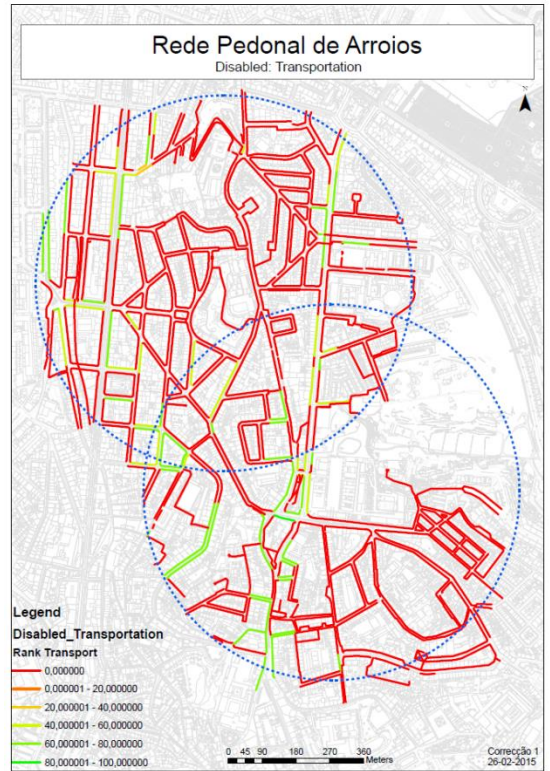 Rede Pedonal de Arroios
Disabled: Transportation
Legend
Disabled_Transportation
Rank Transport
0,000000
0,000001 - 20,000000
20,000001 - 40,000000
40,000001 - 60,000000
60,000001 - 80,000000
80,000001 - 100,000000
0 45 90 180 270 360
Meters
Correcção 1
26-02-2015